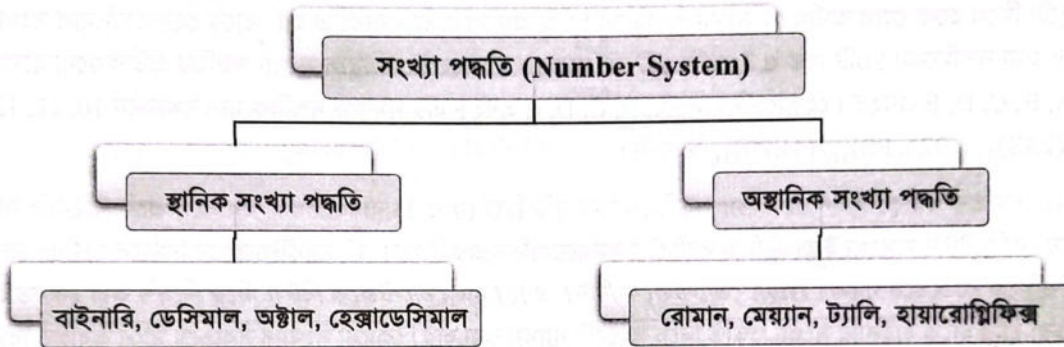 সংখ্যা পদ্ধতি (Number System)
স্থানিক সংখ্যা পদ্ধতি
অস্থানিক সংখ্যা পদ্ধতি
বাইনারি, ডেসিমাল, অক্টাল, হেক্সাডেসিমাল
রোমান, মেয়্যান, ট্যালি, হায়ারোগ্লিফিক্স